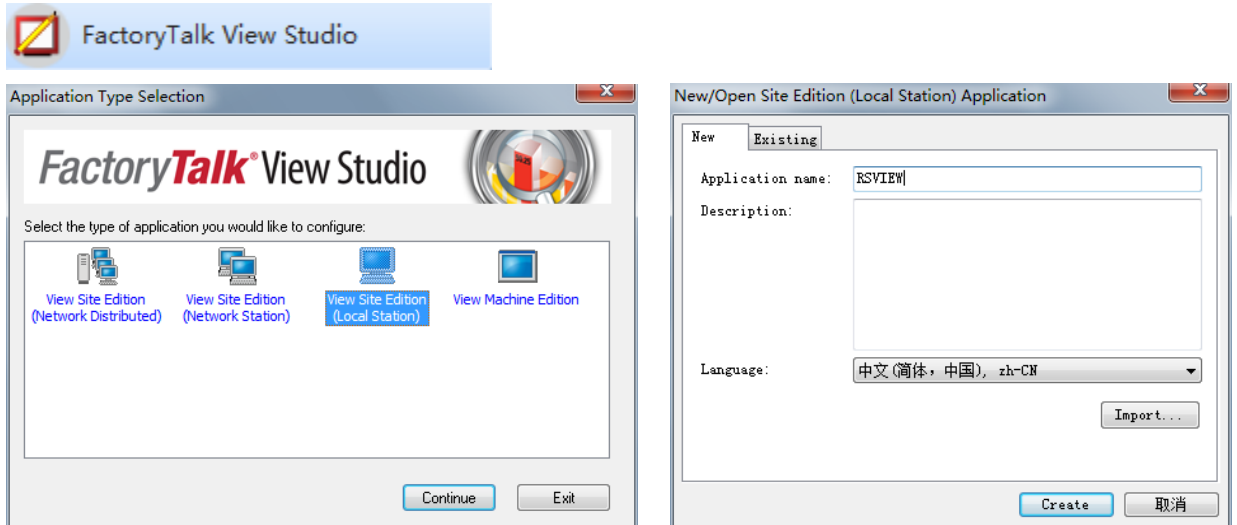 FactoryTalk View Studio
Application Type Selection
FactoryTalk® View Studio
Select the type of application you would like to configure:
View Site Edition
(Network Distributed)
View Site Edition
(Network Station)
View Site Edition
(Local Station)
View Machine Edition
Continue
Exit
New/Open Site Edition (Local Station) Application
New
Existing
Application name:
RSVIEW
Description:
Language:
中文(简体，中国), zh-CN
Import...
Create
取消